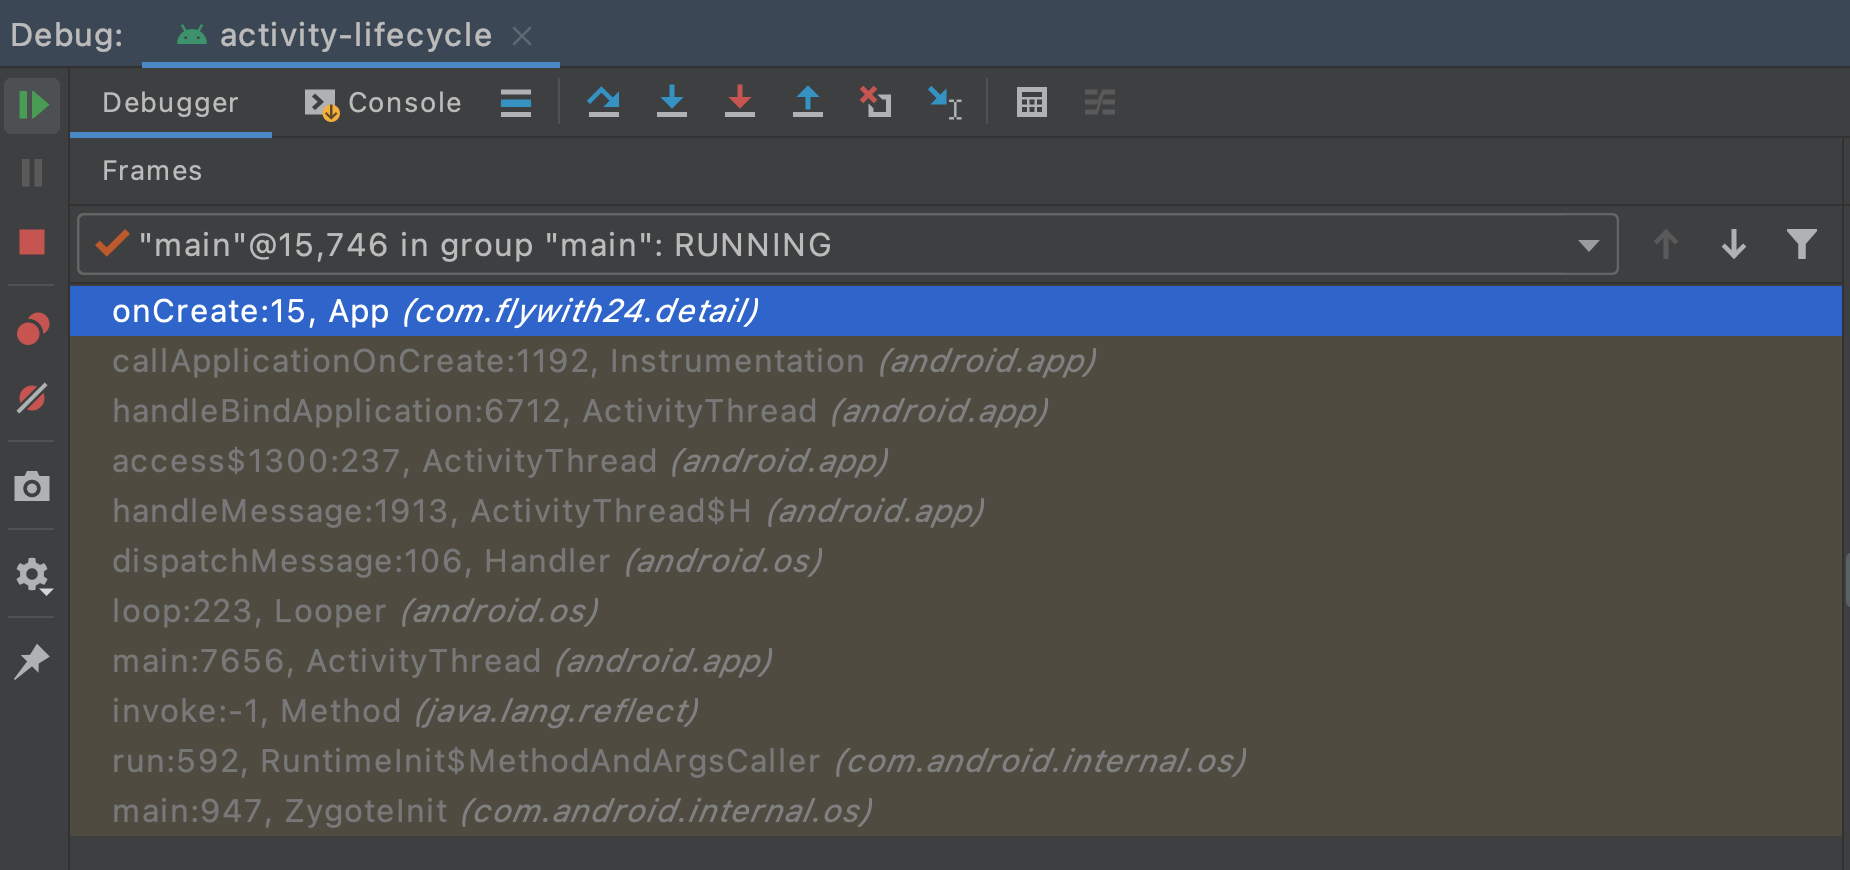 Debug: activity-lifecycle
Debugger Console
Frames
"main"@15,746 in group "main": RUNNING
onCreate:15, App (com.flywith24.detail)
callApplicationOnCreate:1192, Instrumentation (android.app)
handleBindApplication:6712, ActivityThread (android.app)
access$1300:237, ActivityThread (android.app)
handleMessage:1913, ActivityThread$H (android.app)
dispatchMessage:106, Handler (android.os)
loop:223, Looper (android.os)
main:7656, ActivityThread (android.app)
invoke:-1, Method (java.lang.reflect)
run:592, RuntimeInit$MethodAndArgsCaller (com.android.internal.os)
main:947, ZygoteInit (com.android.internal.os)